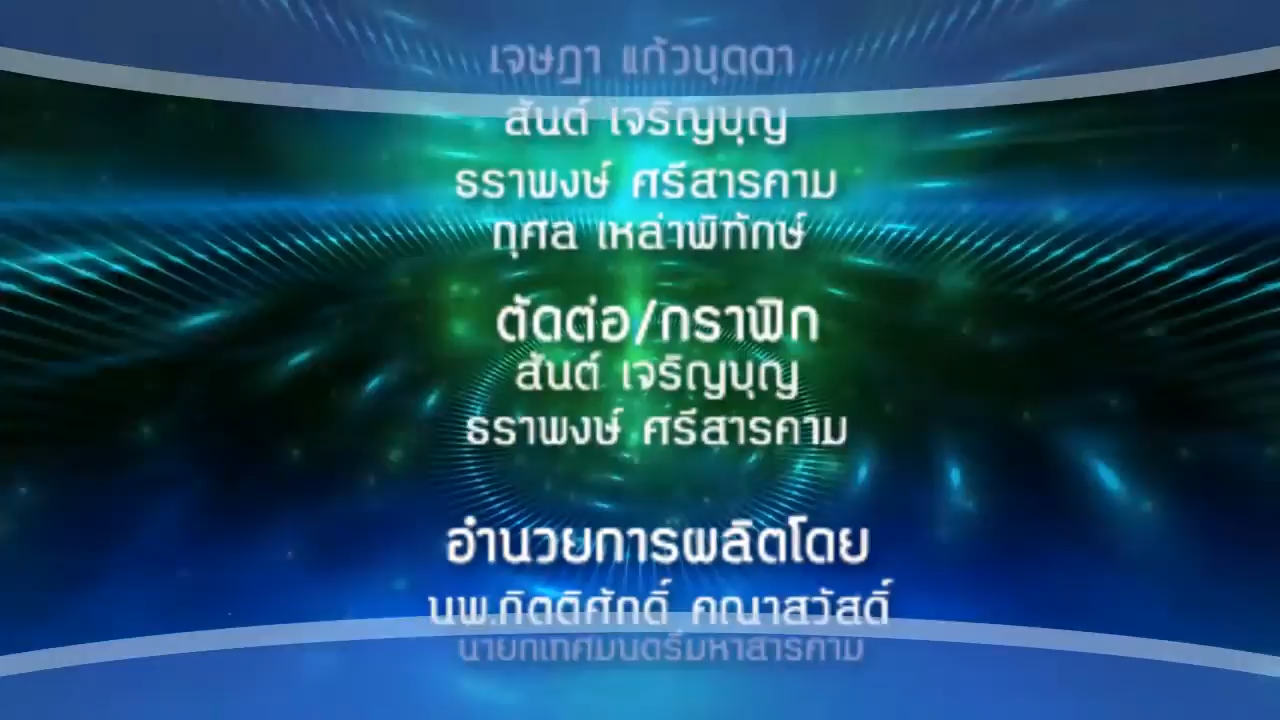 เจษฎา แก้วบุดดา
สันต์ เจริญบุญ
ธราพงษ์ ศรีสารคาม
กุศล เหล่าพิทักษ์
ตัดต่อ/กราฟิก
สันต์ เจริญบุญ
ธราพงษ์ ศรีสารคาม
อำนวยการผลิตโดย
นพ.กิตติศักดิ์ คณาสวัสดิ์
นายกเทศมนตรีมหาสารคาม